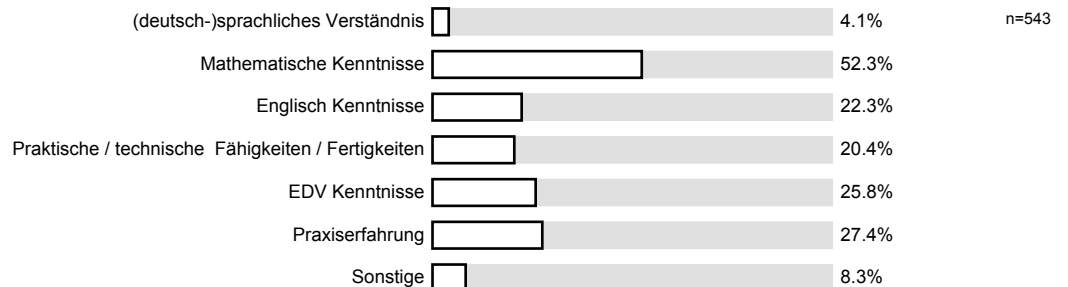 (deutsch-)sprachliches Verständnis 4.1% n=543
Mathematische Kenntnisse 52.3%
Englisch Kenntnisse 22.3%
Praktische / technische Fähigkeiten / Fertigkeiten 20.4%
EDV Kenntnisse 25.8%
Praxiserfahrung 27.4%
Sonstige 8.3%